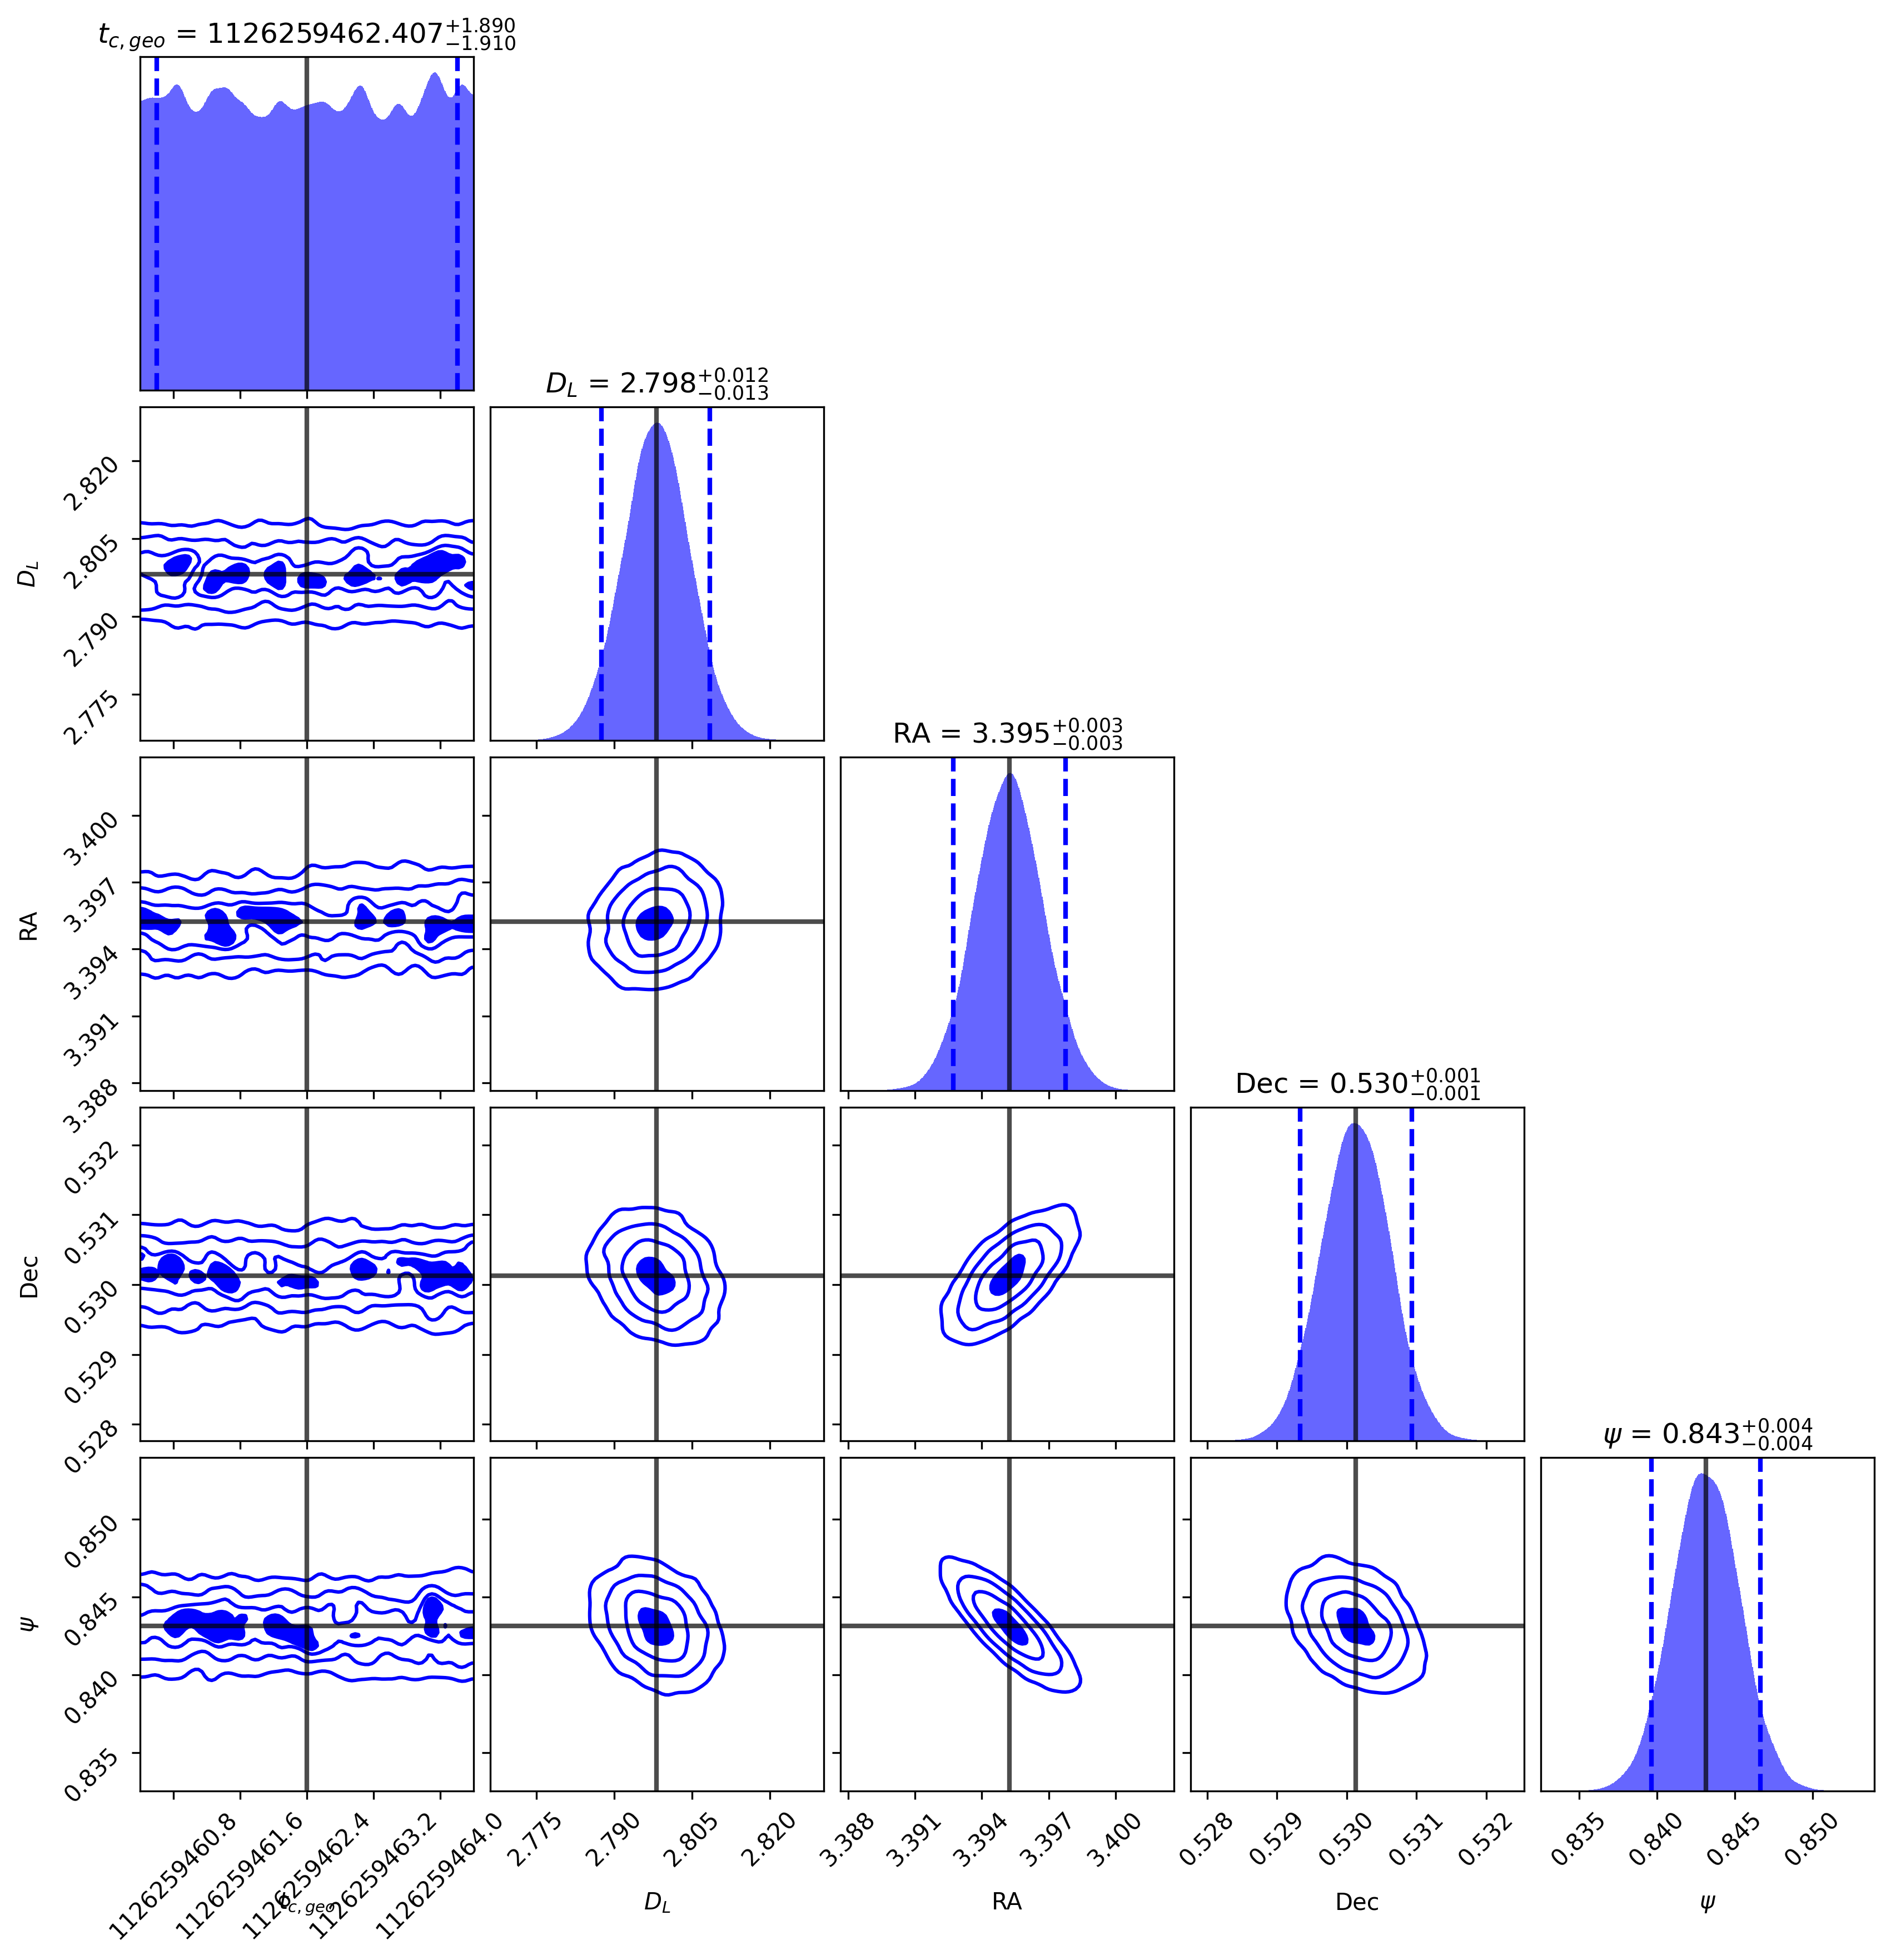 t_{c, geo} = 1126259462.407^{+1.890}_{-1.910}
D_L = 2.798^{+0.012}_{-0.013}
2.820
2.805
2.790
2.775
D_L
RA = 3.395^{+0.003}_{-0.003}
3.400
3.397
3.394
3.391
3.388
RA
Dec = 0.530^{+0.001}_{-0.001}
0.532
0.531
0.530
0.529
0.528
Dec
ψ = 0.843^{+0.004}_{-0.004}
0.850
0.845
0.840
0.835
ψ
1126259460.8 1126259461.6 1126259462.4 1126259463.2 1126259464.0
2.775 2.790 2.805 2.820
3.388 3.391 3.394 3.397 3.400
0.528 0.529 0.530 0.531 0.532
0.835 0.840 0.845 0.850
t_{c, geo} D_L RA Dec ψ